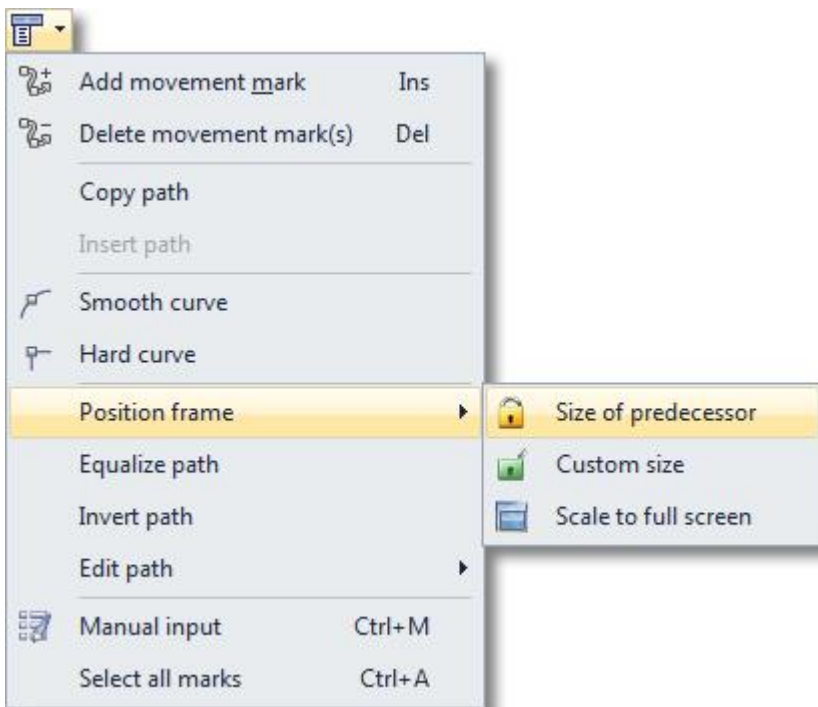 Add movement mark Ins
Delete movement mark(s) Del
Copy path
Insert path
Smooth curve
Hard curve
Position frame
Size of predecessor
Equalize path
Custom size
Invert path
Scale to full screen
Edit path
Manual input Ctrl+M
Select all marks Ctrl+A